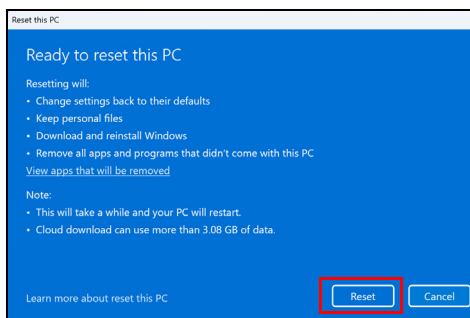 Reset this PC
Ready to reset this PC
Resetting will:
• Change settings back to their defaults
• Keep personal files
• Download and reinstall Windows
• Remove all apps and programs that didn't come with this PC
View apps that will be removed
Note:
• This will take a while and your PC will restart.
• Cloud download can use more than 3.08 GB of data.
Learn more about reset this PC
Reset
Cancel